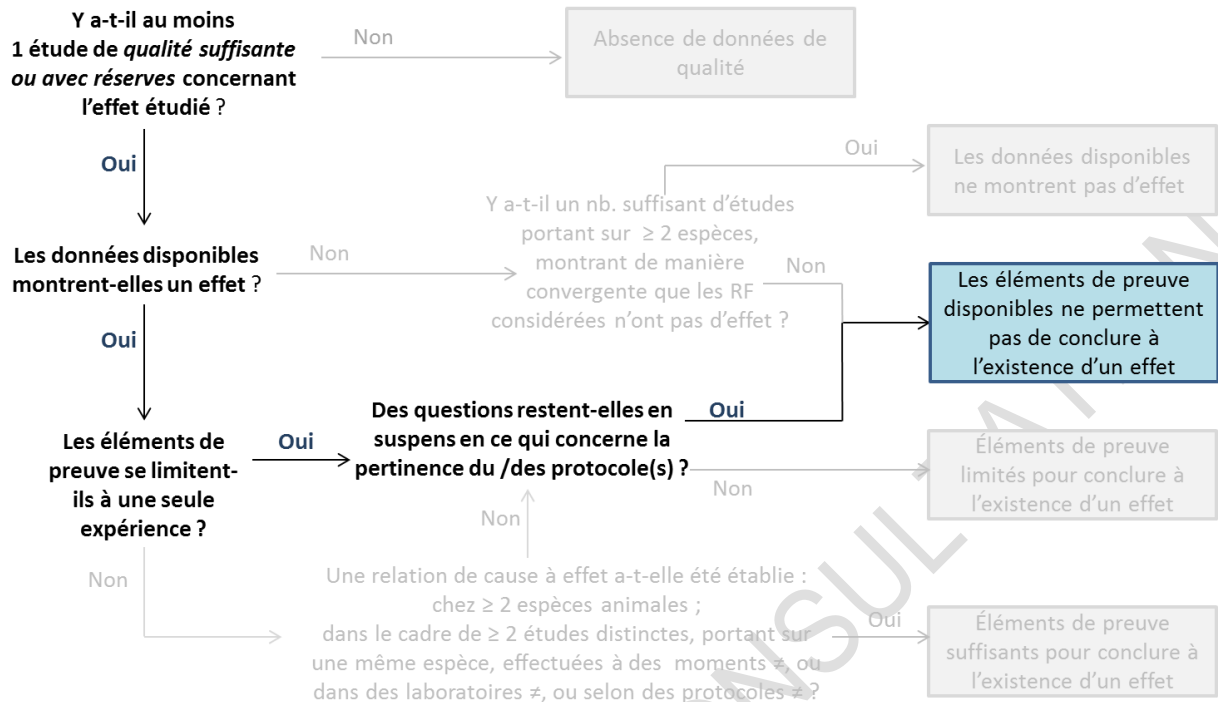 Y a-t-il au moins
1 étude de qualité suffisante
ou avec réserves concernant
l'effet étudié ?
Non
Absence de données de
qualité
Oui
Oui
Les données disponibles
ne montrent pas d'effet
Y a-t-il un nb. suffisant d'études
portant sur ≥ 2 espèces,
montrant de manière
convergente que les RF
considérées n'ont pas d'effet ?
Les données disponibles
montrent-elles un effet ?
Non
Non
Les éléments de preuve
disponibles ne permettent
pas de conclure à
l'existence d'un effet
Oui
Les éléments de
preuve se limitent-
ils à une seule
expérience ?
Oui
Des questions restent-elles en
suspens en ce qui concerne la
pertinence du /des protocole(s) ?
Oui
Non
Éléments de preuve
limités pour conclure à
l'existence d'un effet
Non
Non
Une relation de cause à effet a-t-elle été établie :
chez ≥ 2 espèces animales ;
dans le cadre de ≥ 2 études distinctes, portant sur
une même espèce, effectuées à des moments ≠, ou
dans des laboratoires ≠, ou selon des protocoles ≠ ?
Oui
Éléments de preuve
suffisants pour conclure à
l'existence d'un effet